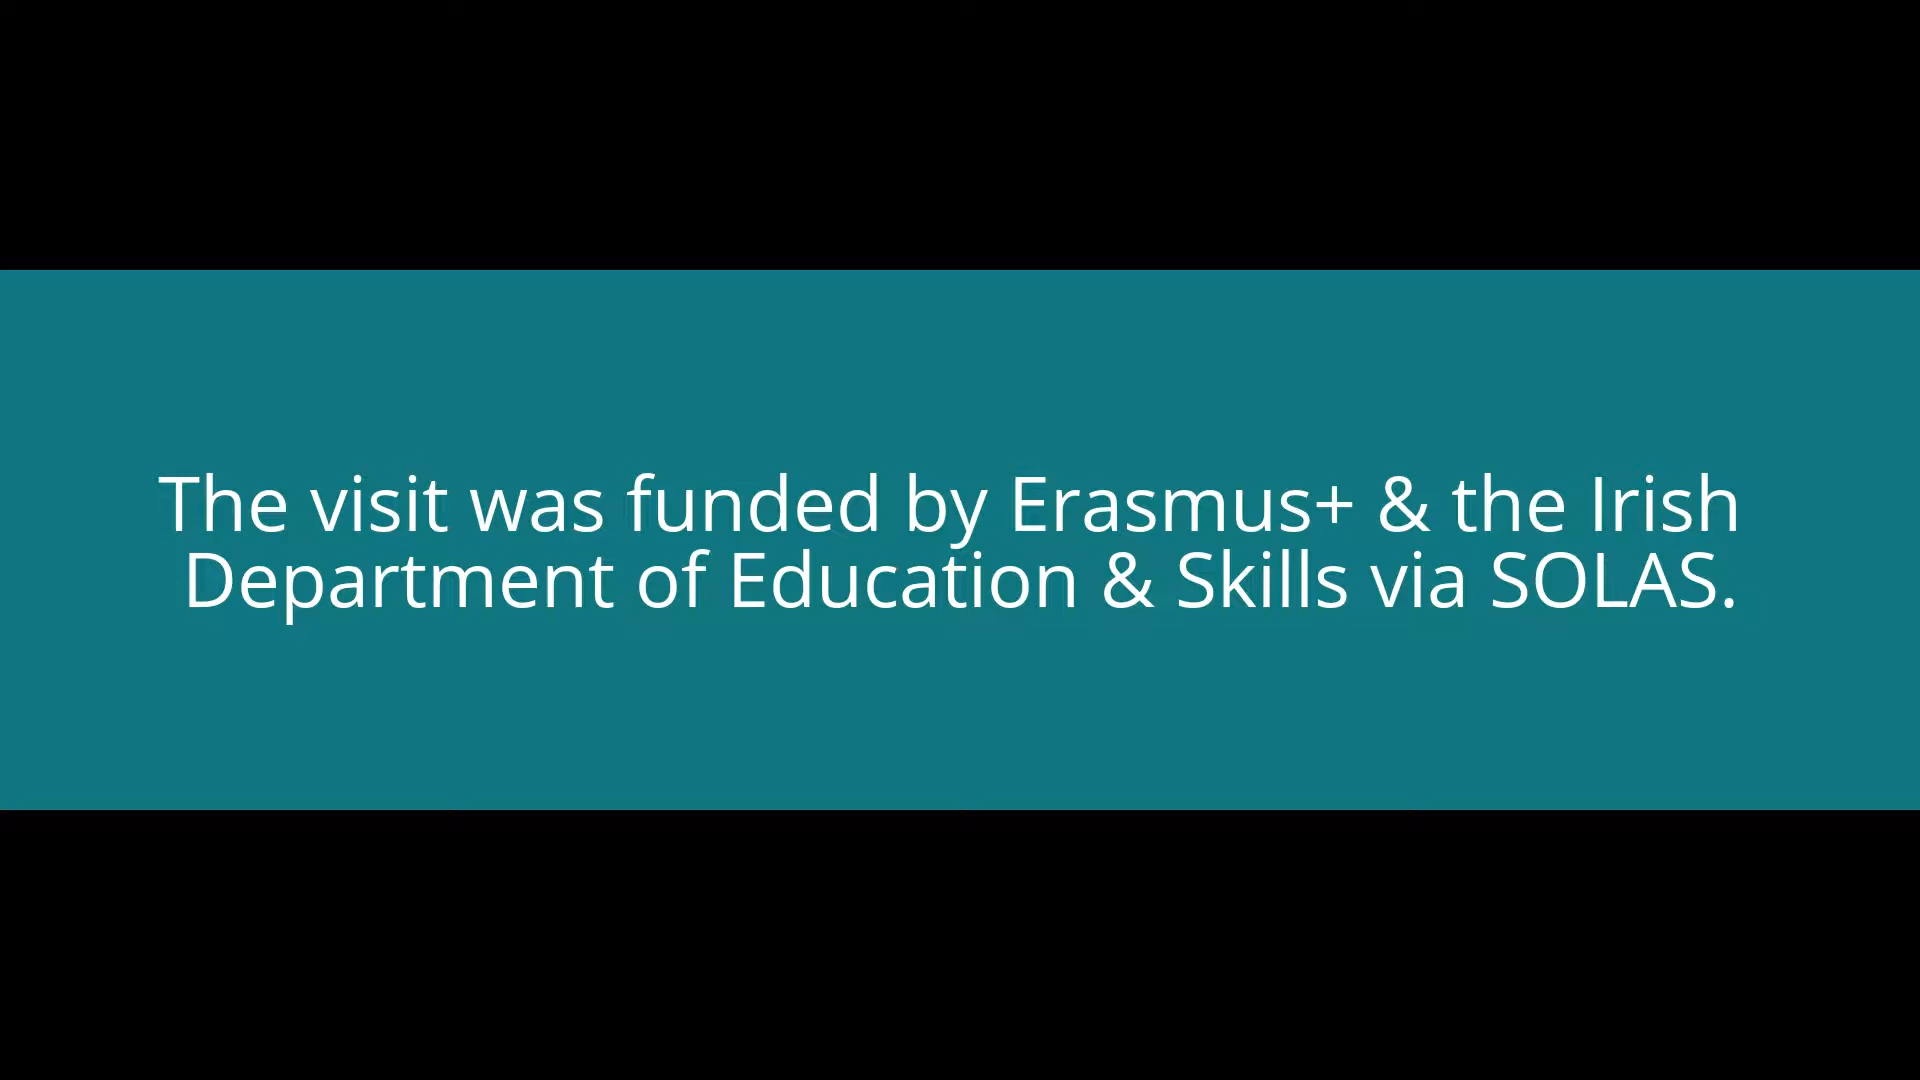 The visit was funded by Erasmus+ & the Irish
Department of Education & Skills via SOLAS.